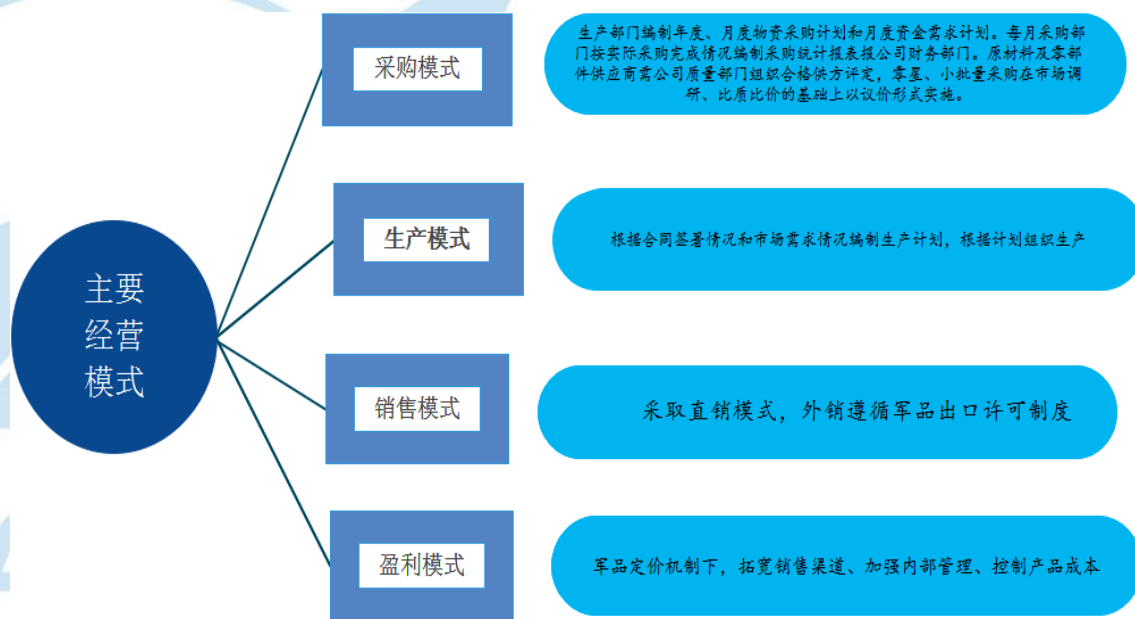 主要
经营
模式
采购模式
生产部门编制年度、月度物资采购计划和月度资金需求计划。每月采购部
门按实际采购完成情况编制采购统计报表报公司财务部门。原材料及零部
件供应商需公司质量部门组织合格供方评定，零星、小批量采购在市场调
研、比质比价的基础上以议价形式实施。
生产模式
根据合同签署情况和市场需求情况编制生产计划，根据计划组织生产
销售模式
采取直销模式，外销遵循军品出口许可制度
盈利模式
军品定价机制下，拓宽销售渠道、加强内部管理、控制产品成本